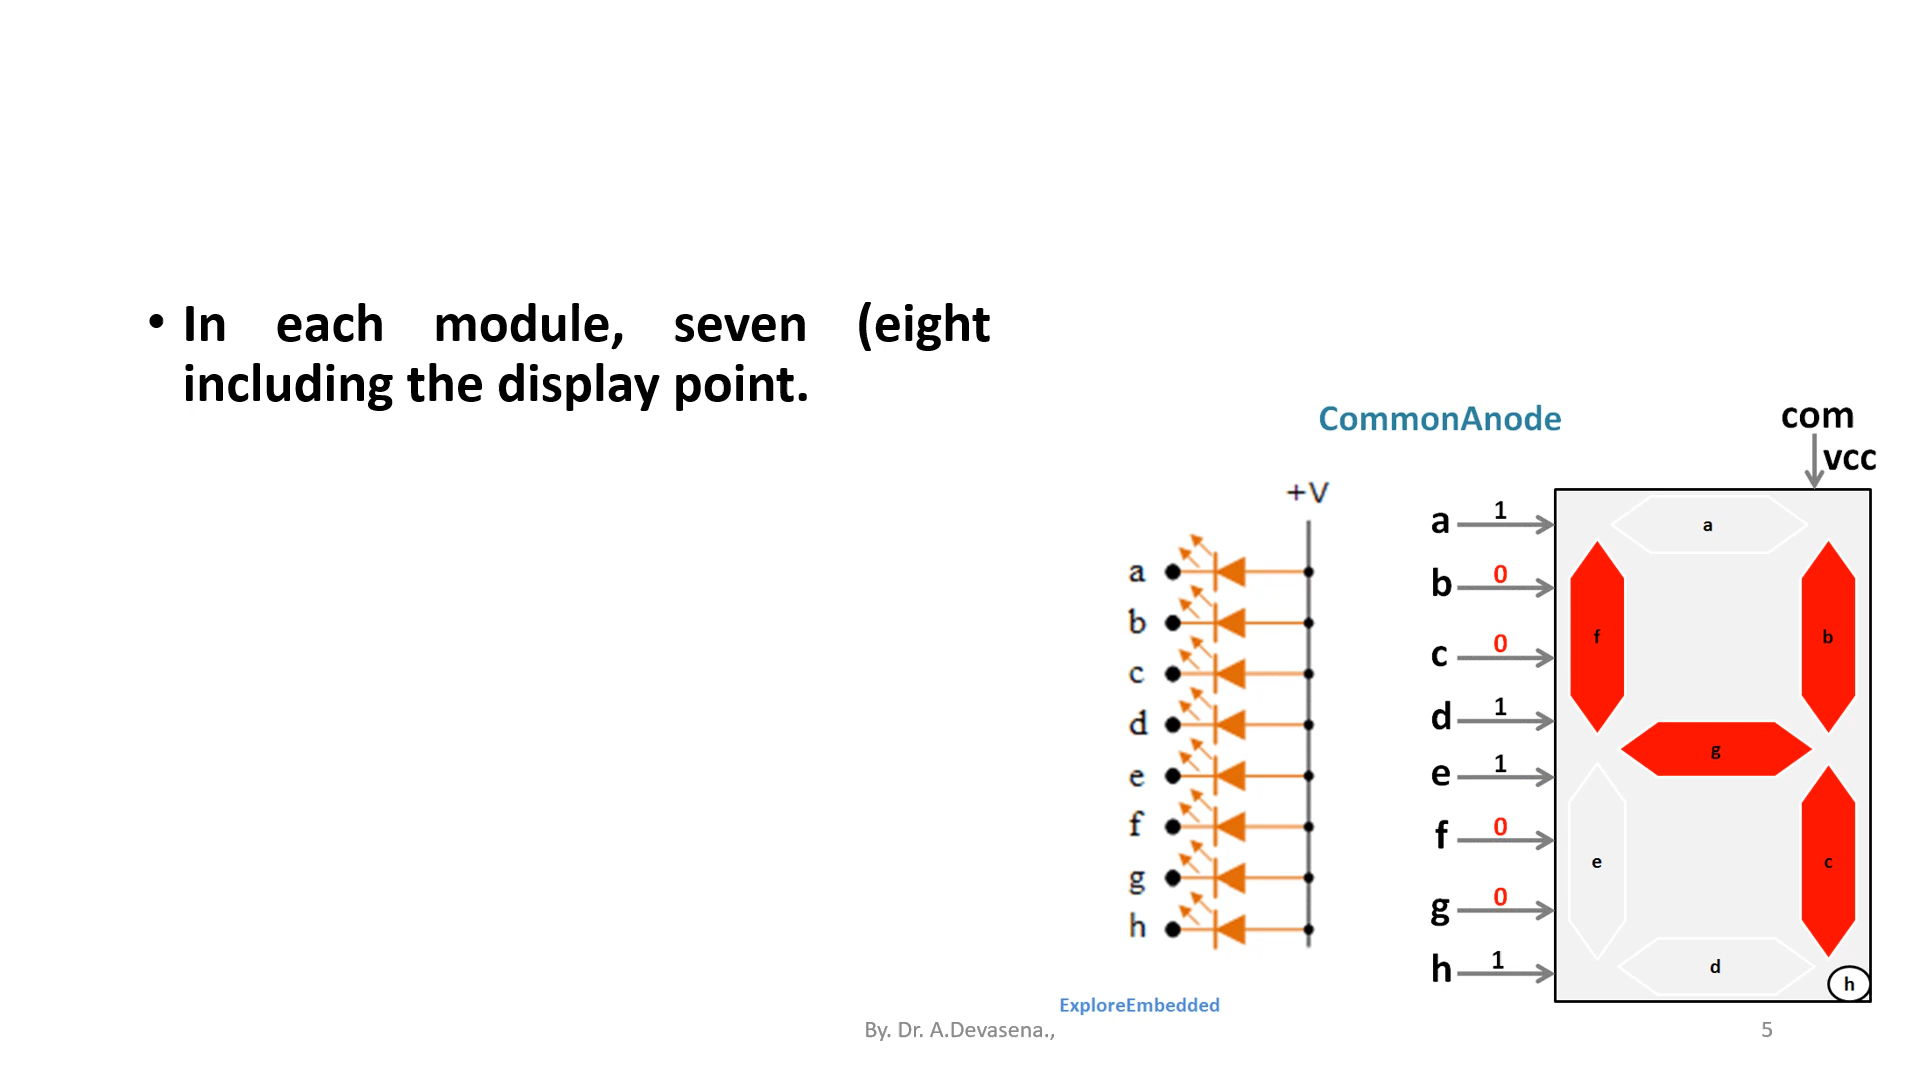 • In each module, seven (eight
including the display point.
CommonAnode
com
vcc
+V
a
b
c
d
e
f
g
h
a 1
b 0
c 0
d 1
e 1
f 0
g 0
h 1
a
f
b
g
e
c
d
h
ExploreEmbedded
By. Dr. A.Devasena.,
5